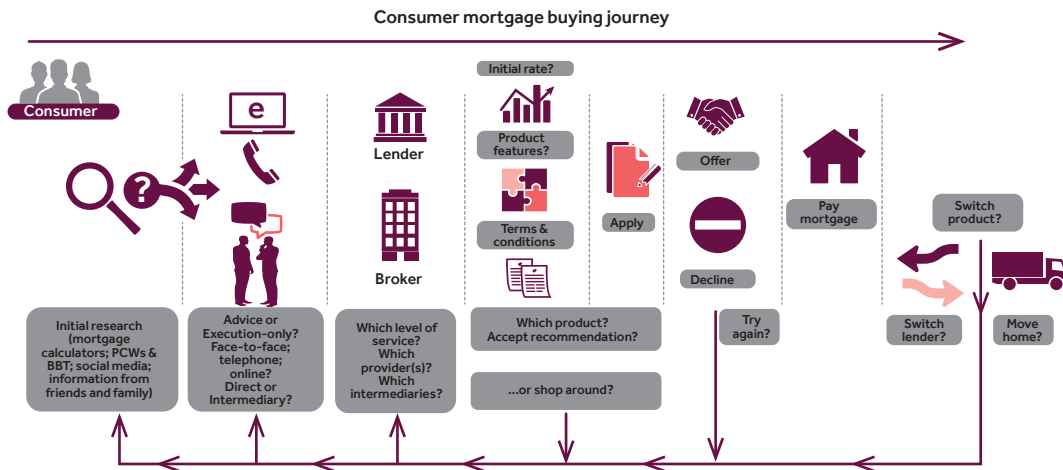 Consumer mortgage buying journey
Consumer
e
?
Lender
Broker
Initial rate?
Product
features?
Terms &
conditions
Apply
Offer
Decline
Pay
mortgage
Switch
product?
Switch
lender?
Move
home?
Initial research
(mortgage
calculators; PCWs &
BBT; social media;
information from
friends and family)
Advice or
Execution-only?
Face-to-face;
telephone;
online?
Direct or
Intermediary?
Which level of
service?
Which
provider(s)?
Which
intermediaries?
Which product?
Accept recommendation?
...or shop around?
Try
again?